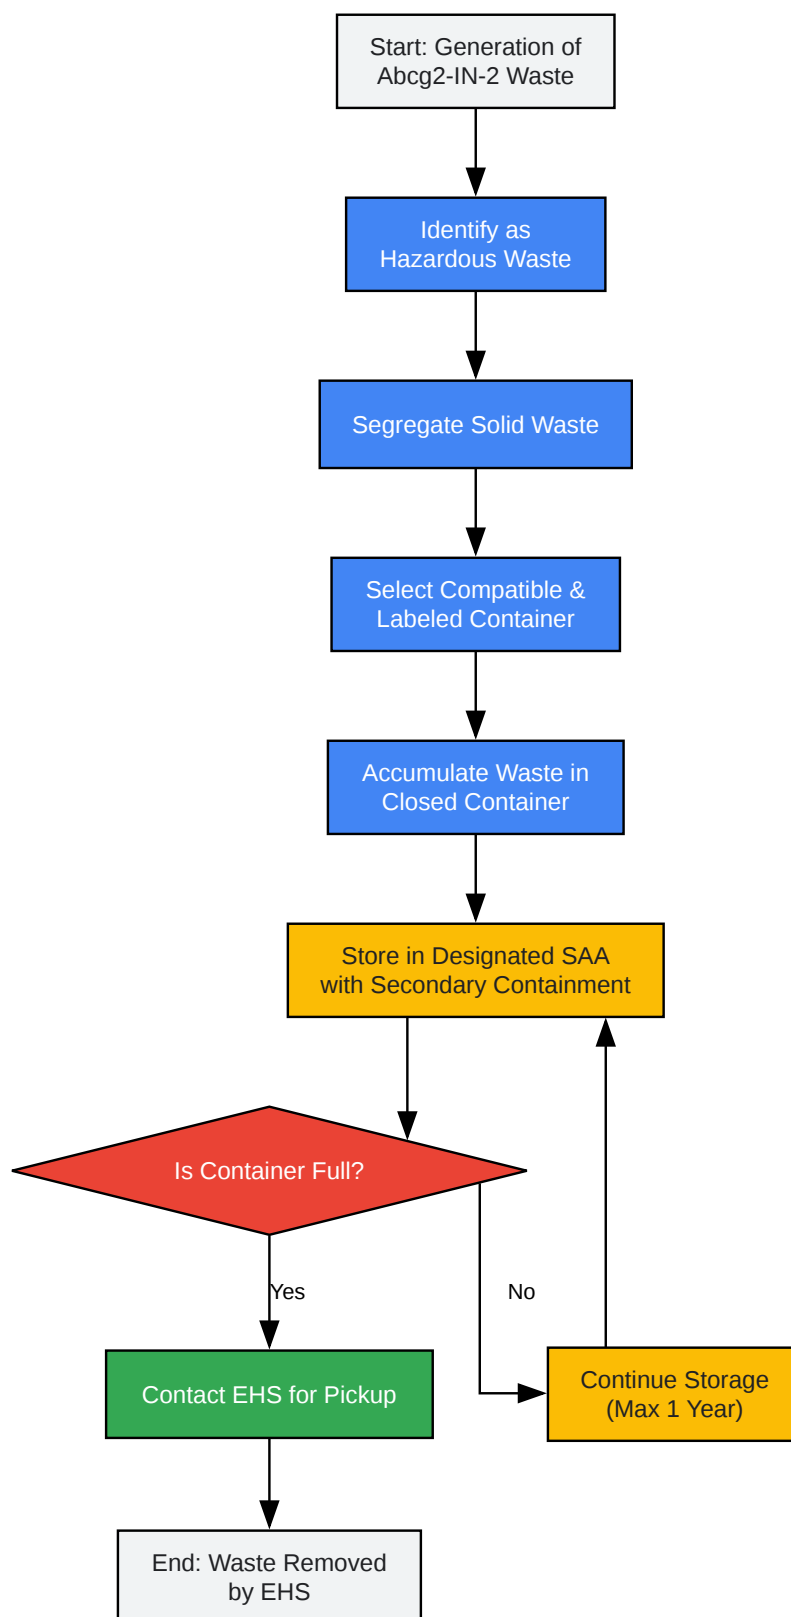 Start: Generation of
Abcg2-IN-2 Waste
Identify as
Hazardous Waste
Segregate Solid Waste
Select Compatible &
Labeled Container
Accumulate Waste in
Closed Container
Store in Designated SAA
with Secondary Containment
Is Container Full?
Yes
No
Contact EHS for Pickup
Continue Storage
(Max 1 Year)
End: Waste Removed
by EHS